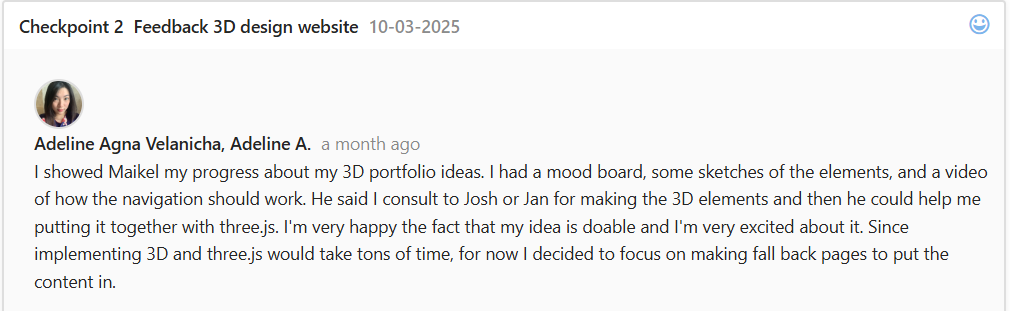 Checkpoint 2 Feedback 3D design website 10-03-2025
Adeline Agna Velanicha, Adeline A. a month ago
I showed Maikel my progress about my 3D portfolio ideas. I had a mood board, some sketches of the elements, and a video
of how the navigation should work. He said I consult to Josh or Jan for making the 3D elements and then he could help me
putting it together with three.js. I'm very happy the fact that my idea is doable and I'm very excited about it. Since
implementing 3D and three.js would take tons of time, for now I decided to focus on making fall back pages to put the
content in.